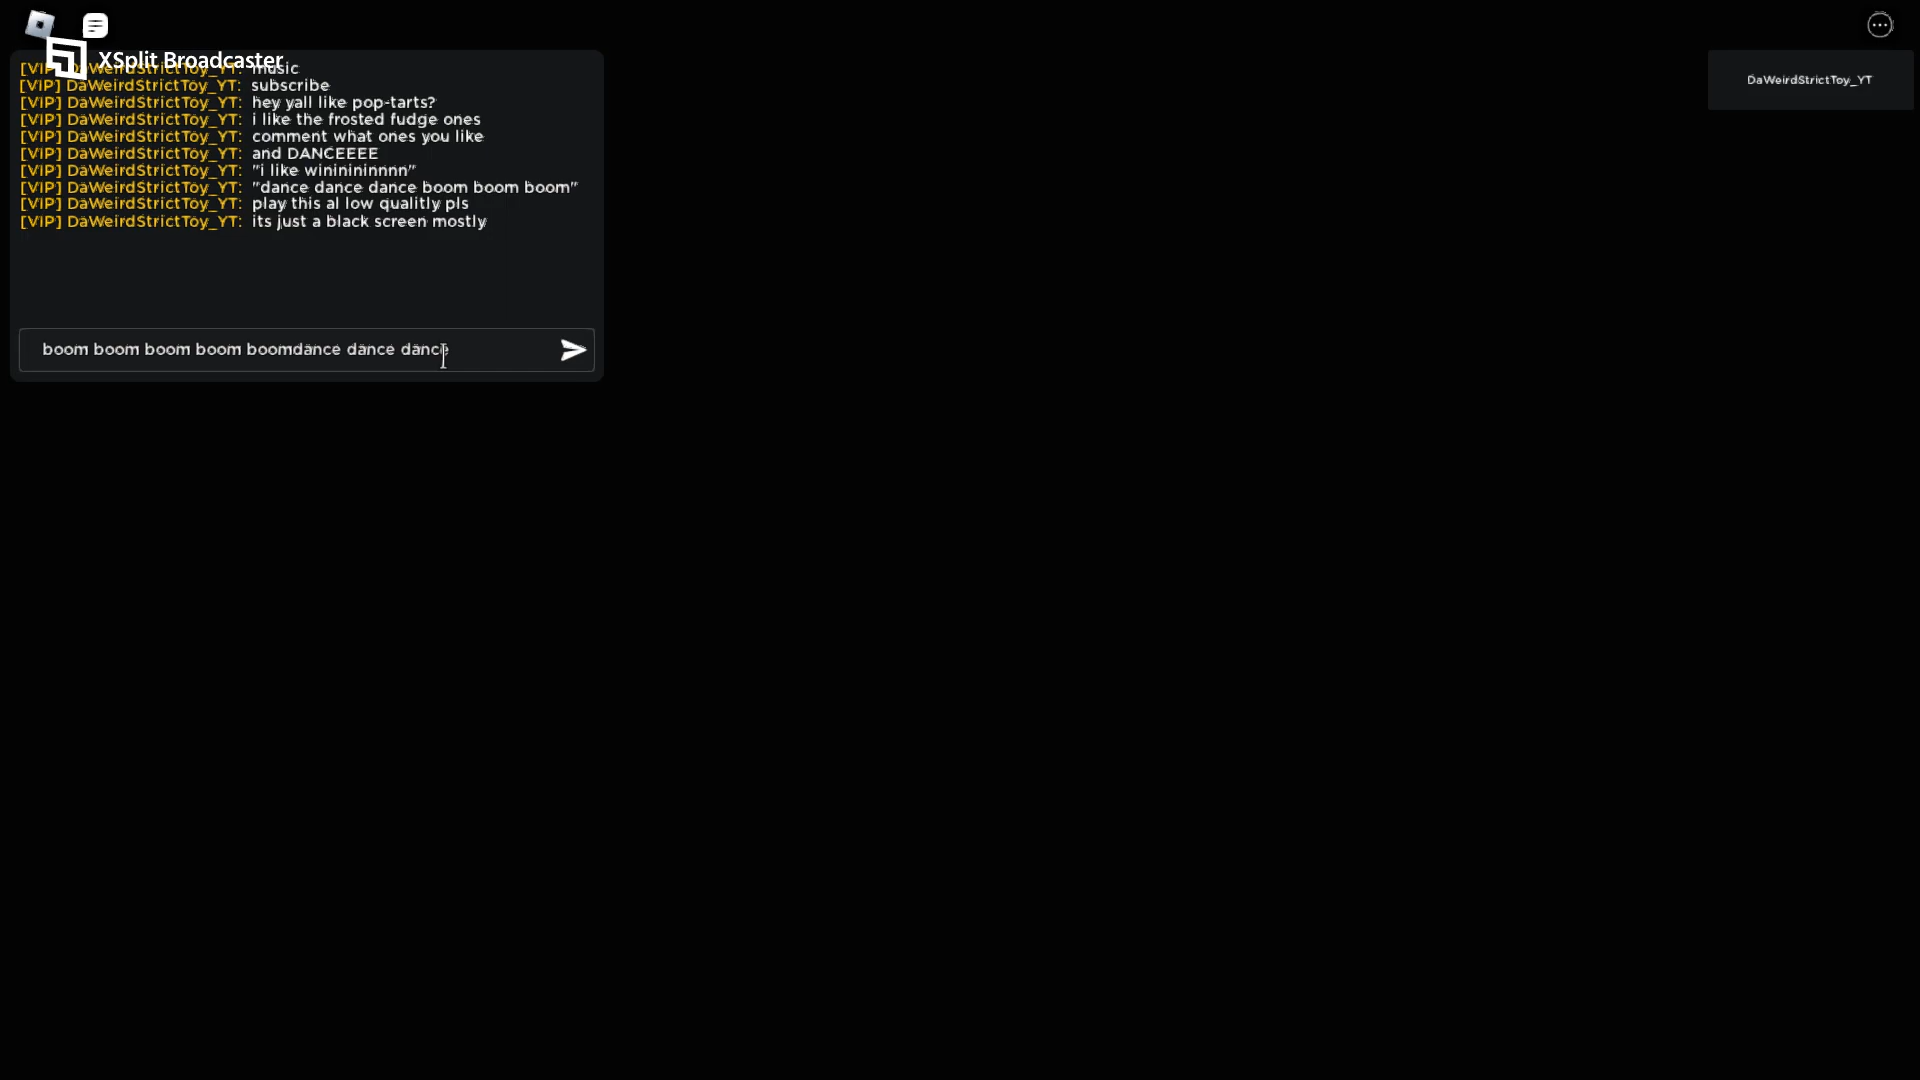 XSplit Broadcaster
[VIP] DaWeirdStrictToy_YT: music
[VIP] DaWeirdStrictToy_YT: subscribe
[VIP] DaWeirdStrictToy_YT: hey yall like pop-tarts?
[VIP] DaWeirdStrictToy_YT: i like the frosted fudge ones
[VIP] DaWeirdStrictToy_YT: comment what ones you like
[VIP] DaWeirdStrictToy_YT: and DANCEEEE
[VIP] DaWeirdStrictToy_YT: "i like wininininnnn"
[VIP] DaWeirdStrictToy_YT: "dance dance dance boom boom boom"
[VIP] DaWeirdStrictToy_YT: play this al low qualitly pls
[VIP] DaWeirdStrictToy_YT: its just a black screen mostly
boom boom boom boom boomdance dance dance
DaWeirdStrictToy_YT